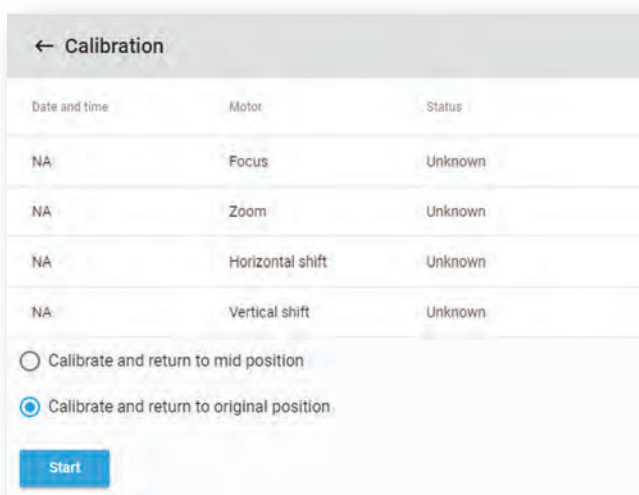 ← Calibration
Date and time Motor Status
NA Focus Unknown
NA Zoom Unknown
NA Horizontal shift Unknown
NA Vertical shift Unknown
Calibrate and return to mid position
Calibrate and return to original position
Start